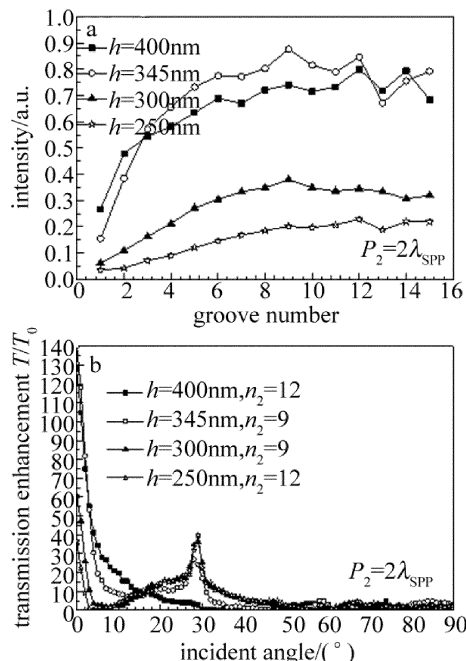 a
1.0
0.9
0.8
0.7
0.6
0.5
0.4
0.3
0.2
0.1
0.0
intensity/a.u.
h=400nm
h=345nm
h=300nm
h=250nm
P₂=2λSPP
0 2 4 6 8 10 12 14 16
groove number
b
140
130
120
110
100
90
80
70
60
50
40
30
20
10
0
transmission enhancement T/T₀
h=400nm,n₂=12
h=345nm,n₂=9
h=300nm,n₂=9
h=250nm,n₂=12
P₂=2λSPP
0 10 20 30 40 50 60 70 80 90
incident angle/(°)